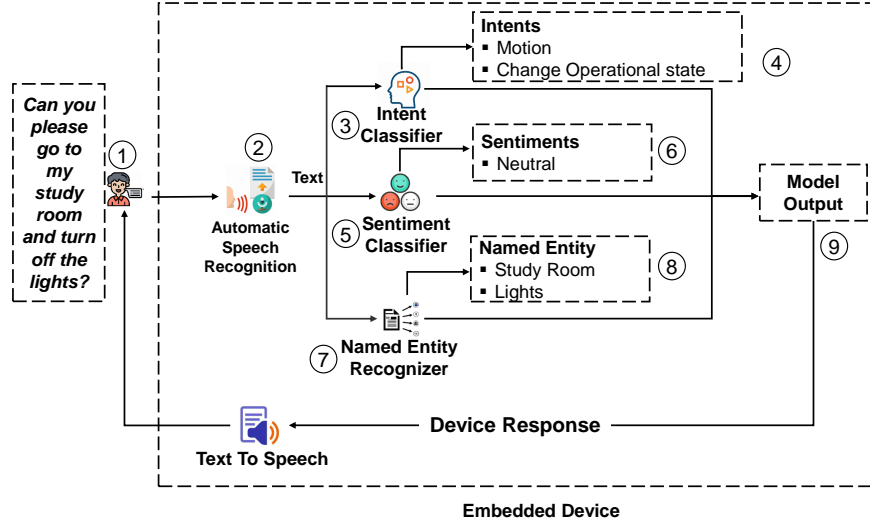 Can you
please
go to
my
study
room
and turn
off the
lights?
1
2
Automatic
Speech
Recognition
Text
3
Intent
Classifier
Intents
▪ Motion
▪ Change Operational state
4
5
Sentiment
Classifier
Sentiments
▪ Neutral
6
7
Named Entity
Recognizer
Named Entity
▪ Study Room
▪ Lights
8
Model
Output
9
Device Response
Text To Speech
Embedded Device